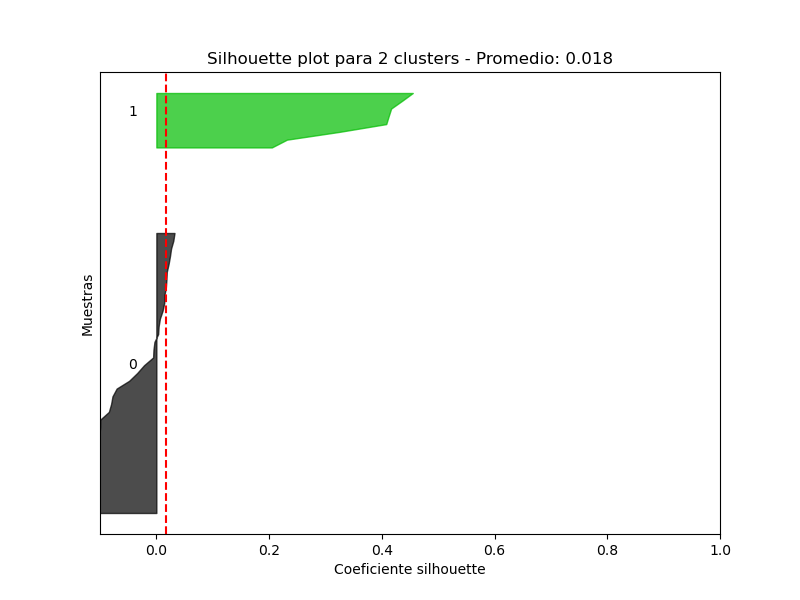 Silhouette plot para 2 clusters - Promedio: 0.018
1
0
Muestras
0.0 0.2 0.4 0.6 0.8 1.0
Coeficiente silhouette